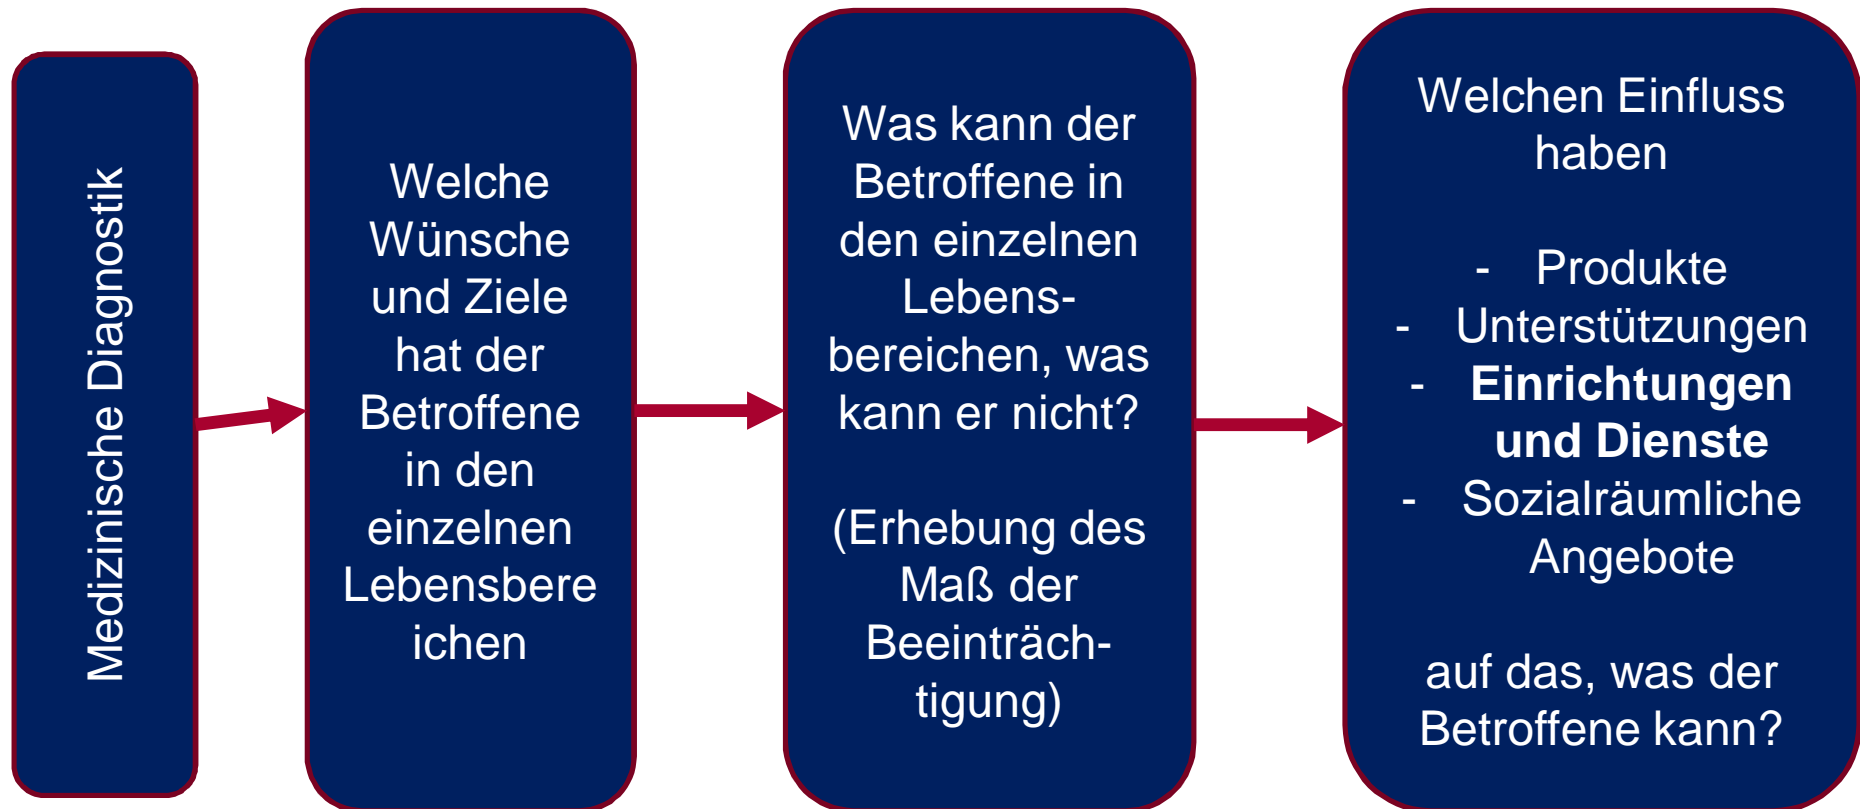 Medizinische Diagnostik
Welche
Wünsche
und Ziele
hat der
Betroffene
in den
einzelnen
Lebensbere
ichen
Was kann der
Betroffene in
den einzelnen
Lebens-
bereichen, was
kann er nicht?
(Erhebung des
Maß der
Beeinträch-
tigung)
Welchen Einfluss
haben
- Produkte
- Unterstützungen
- Einrichtungen
und Dienste
- Sozialräumliche
Angebote
auf das, was der
Betroffene kann?